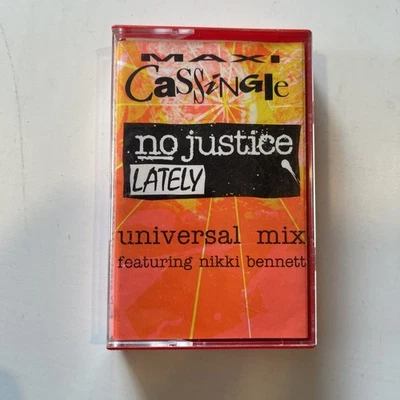 MAXI
CaSSiNGle
no justice
LATELY
universal mix
featuring nikki bennett